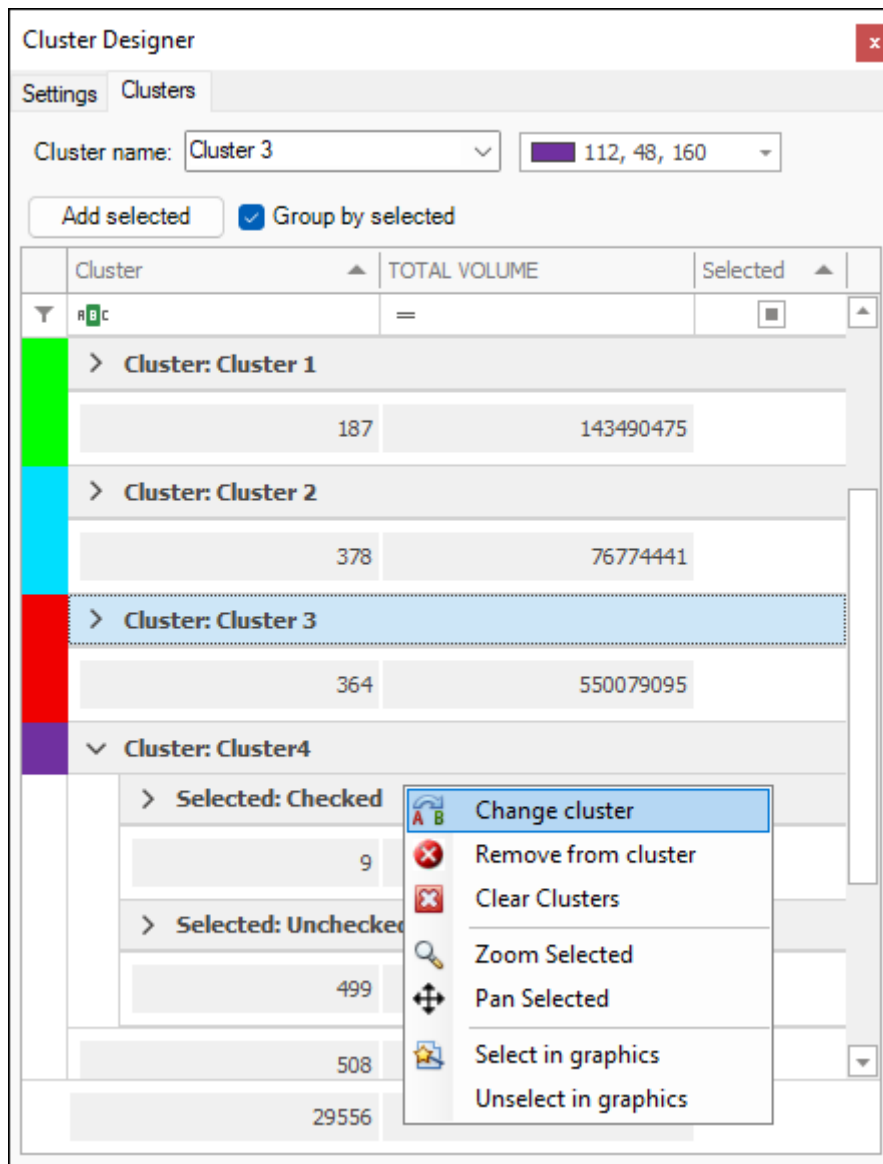 Cluster Designer
x
Settings Clusters
Cluster name: Cluster 3 112, 48, 160
Add selected Group by selected
Cluster TOTAL VOLUME Selected
ABC =
Cluster: Cluster 1
187 143490475
Cluster: Cluster 2
378 76774441
Cluster: Cluster 3
364 550079095
Cluster: Cluster4
Selected: Checked
9
Selected: Unchecked
499
508
29556
A B Change cluster
Remove from cluster
Clear Clusters
Zoom Selected
Pan Selected
Select in graphics
Unselect in graphics